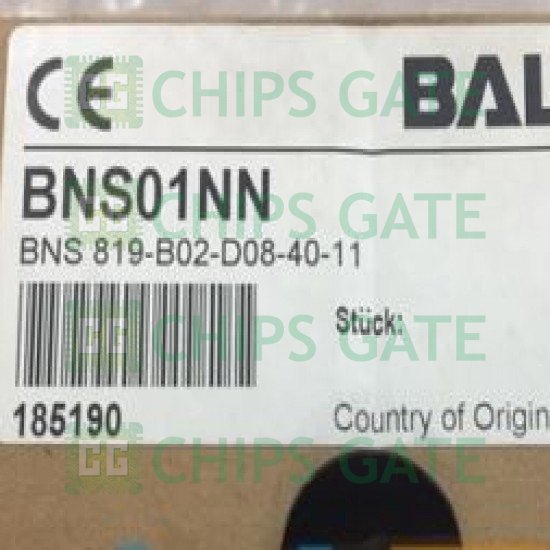 CE BAL
BNS01NN
BNS 819-B02-D08-40-11
Stück:
185190 Country of Origin
CHIPS GATE
CHIPS GATE
CHIPS GATE
CHIPS GATE